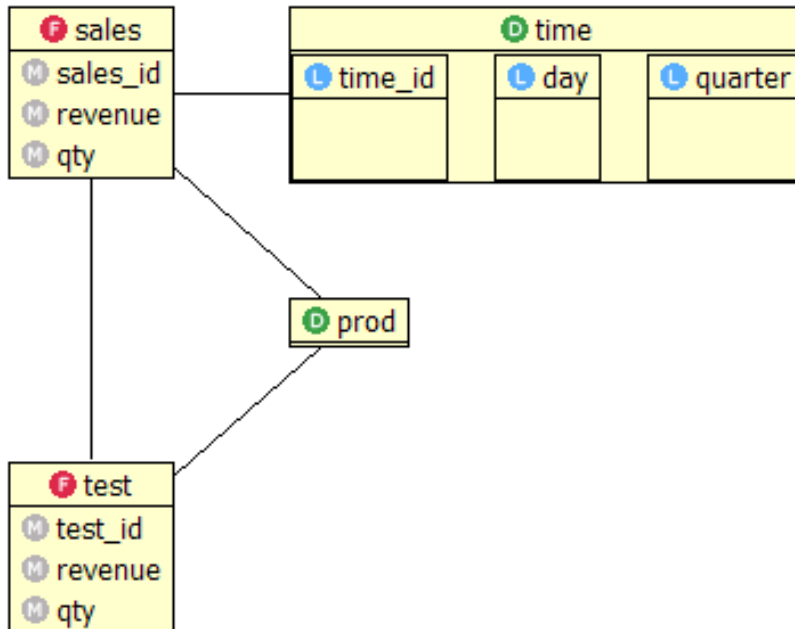 F sales
M sales_id
M revenue
M qty
D time
L time_id L day L quarter
D prod
F test
M test_id
M revenue
M qty